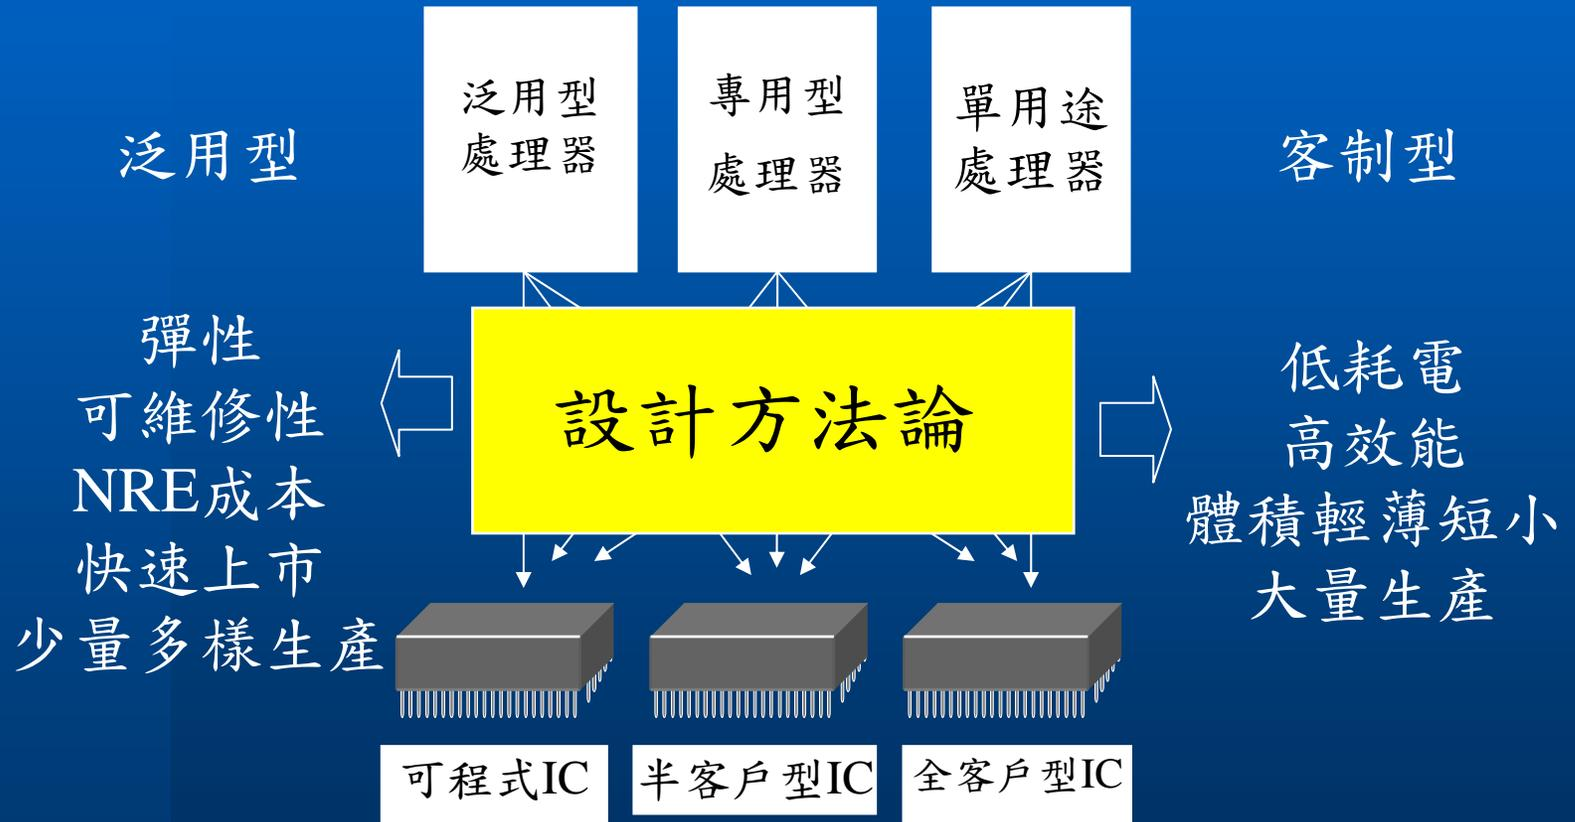 泛用型
處理器
專用型
處理器
單用途
處理器
泛用型
客制型
彈性
可維修性
NRE成本
快速上市
少量多樣生產
設計方法論
低耗電
高效能
體積輕薄短小
大量生產
可程式IC
半客戶型IC
全客戶型IC